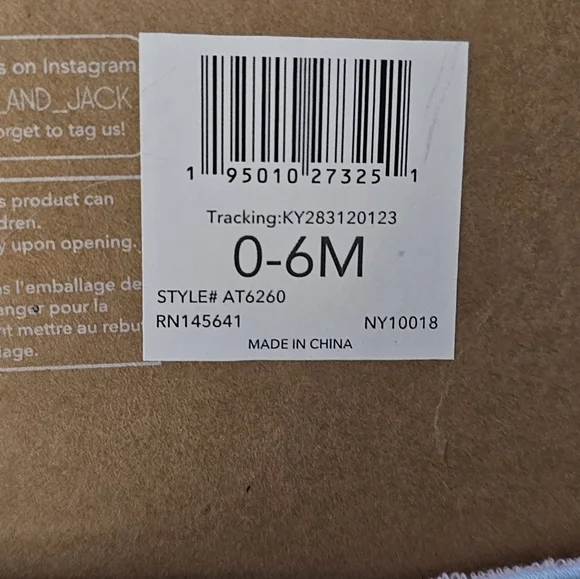 s on Instagram
_AND_JACK
orget to tag us!
s product can
dren.
y upon opening.
s l'emballage de
anger pour la
nt mettre au rebu
age.
1 95010 27325 1
Tracking:KY283120123
0-6M
STYLE# AT6260
RN145641 NY10018
MADE IN CHINA